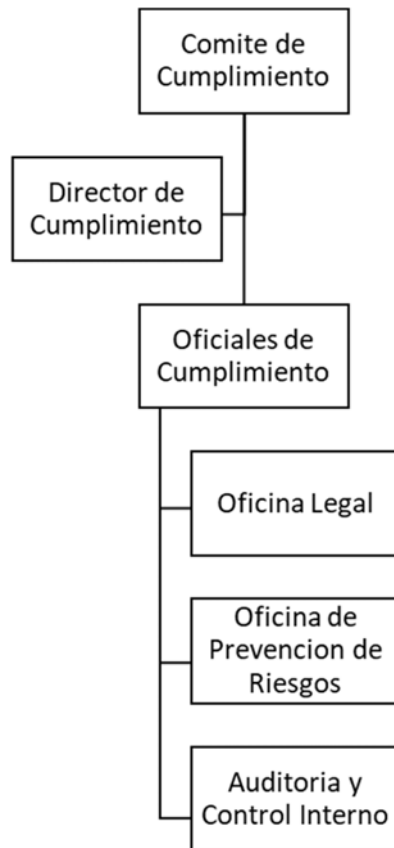 Comite de
Cumplimiento
Director de
Cumplimiento
Oficiales de
Cumplimiento
Oficina Legal
Oficina de
Prevencion de
Riesgos
Auditoria y
Control Interno